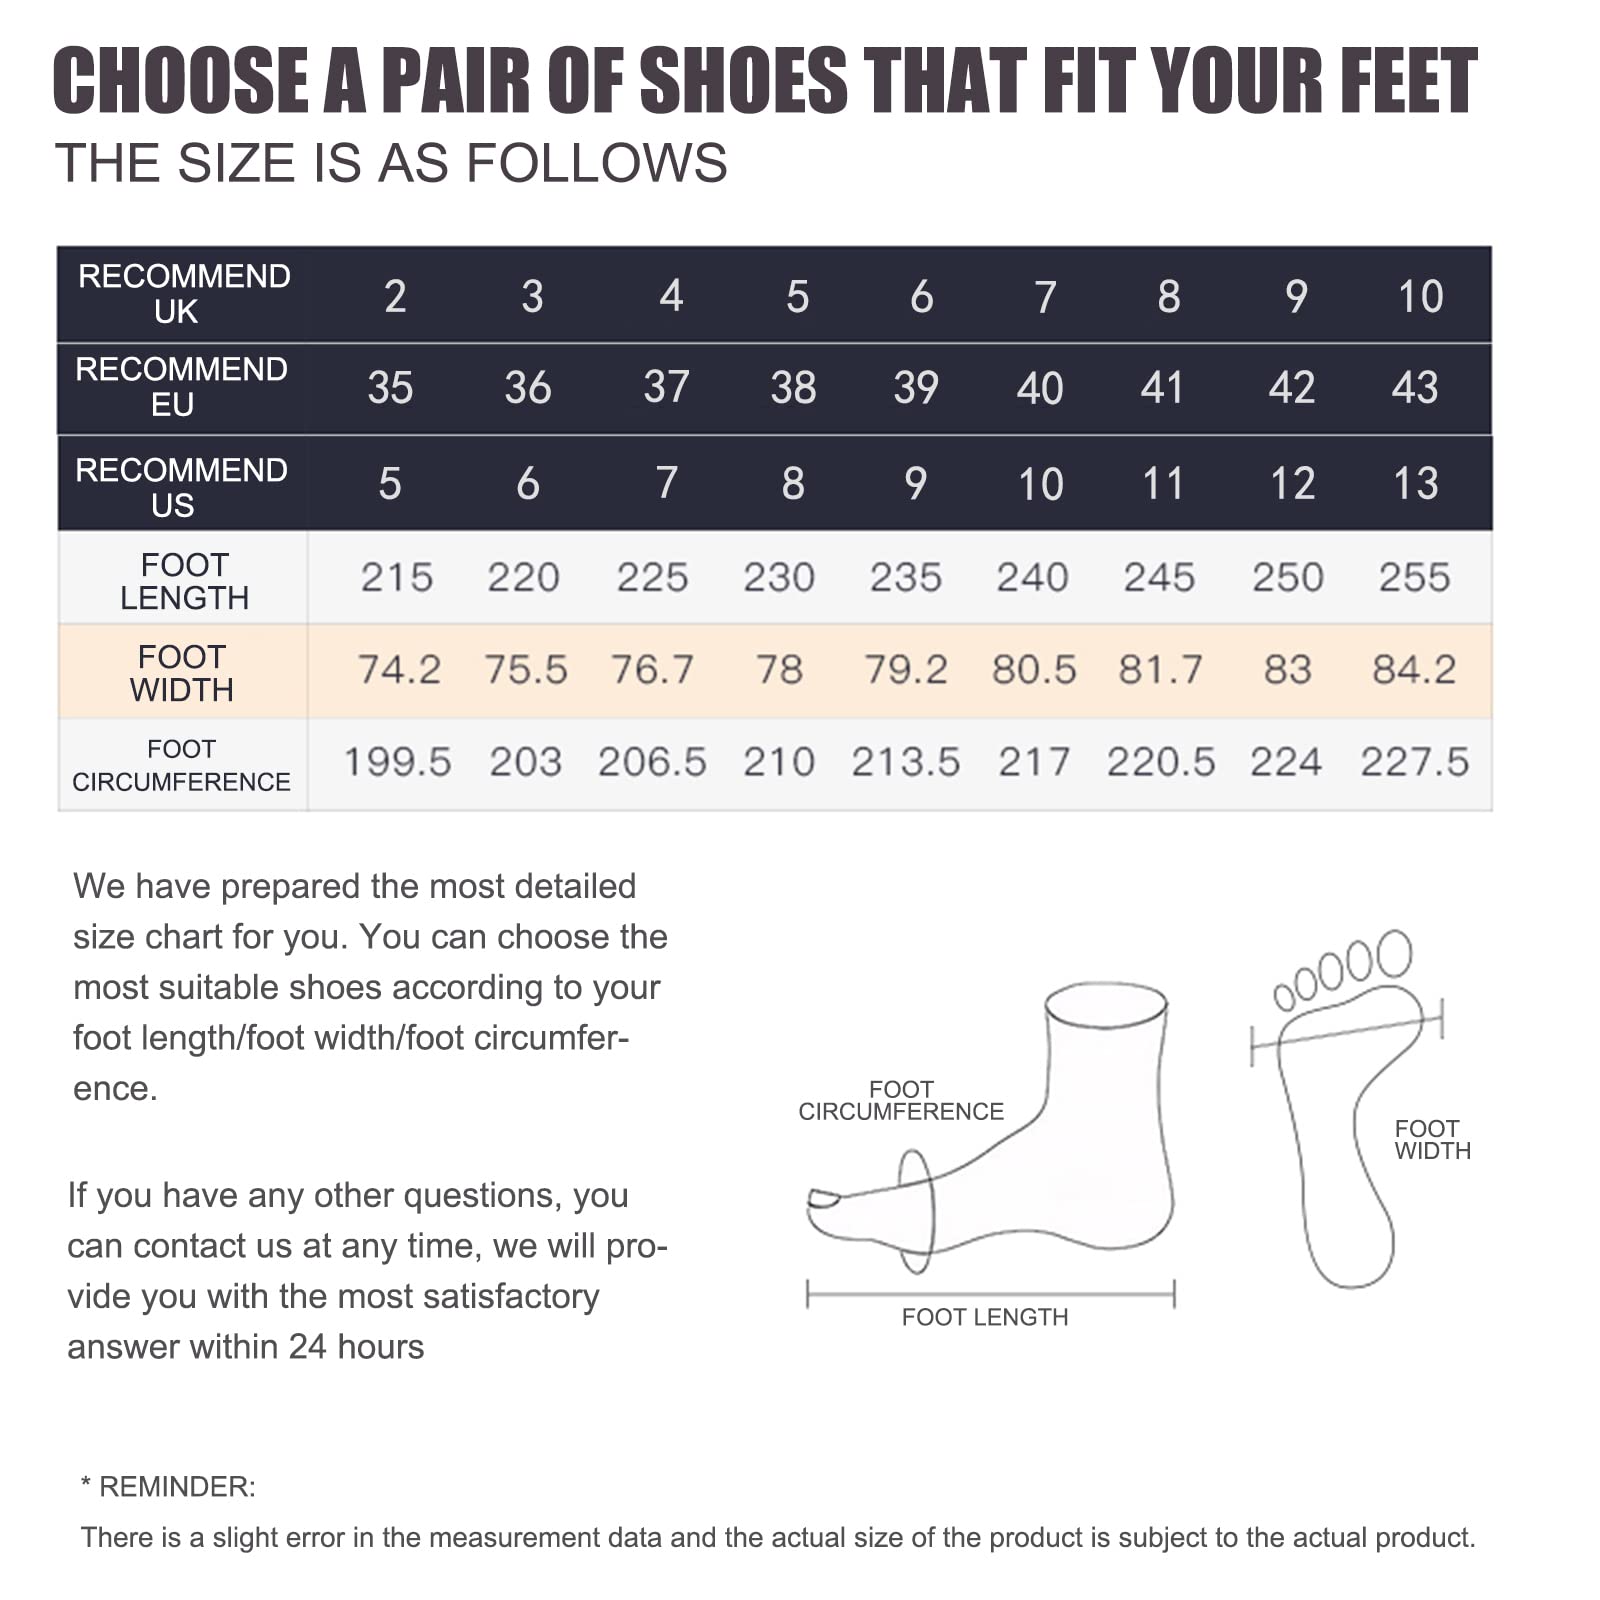 CHOOSE A PAIR OF SHOES THAT FIT YOUR FEET
THE SIZE IS AS FOLLOWS
RECOMMEND UK 2 3 4 5 6 7 8 9 10
RECOMMEND EU 35 36 37 38 39 40 41 42 43
RECOMMEND US 5 6 7 8 9 10 11 12 13
FOOT LENGTH 215 220 225 230 235 240 245 250 255
FOOT WIDTH 74.2 75.5 76.7 78 79.2 80.5 81.7 83 84.2
FOOT CIRCUMFERENCE 199.5 203 206.5 210 213.5 217 220.5 224 227.5
We have prepared the most detailed
size chart for you. You can choose the
most suitable shoes according to your
foot length/foot width/foot circumfer-
ence.
If you have any other questions, you
can contact us at any time, we will pro-
vide you with the most satisfactory
answer within 24 hours
FOOT
CIRCUMFERENCE
FOOT LENGTH
FOOT
WIDTH
* REMINDER:
There is a slight error in the measurement data and the actual size of the product is subject to the actual product.